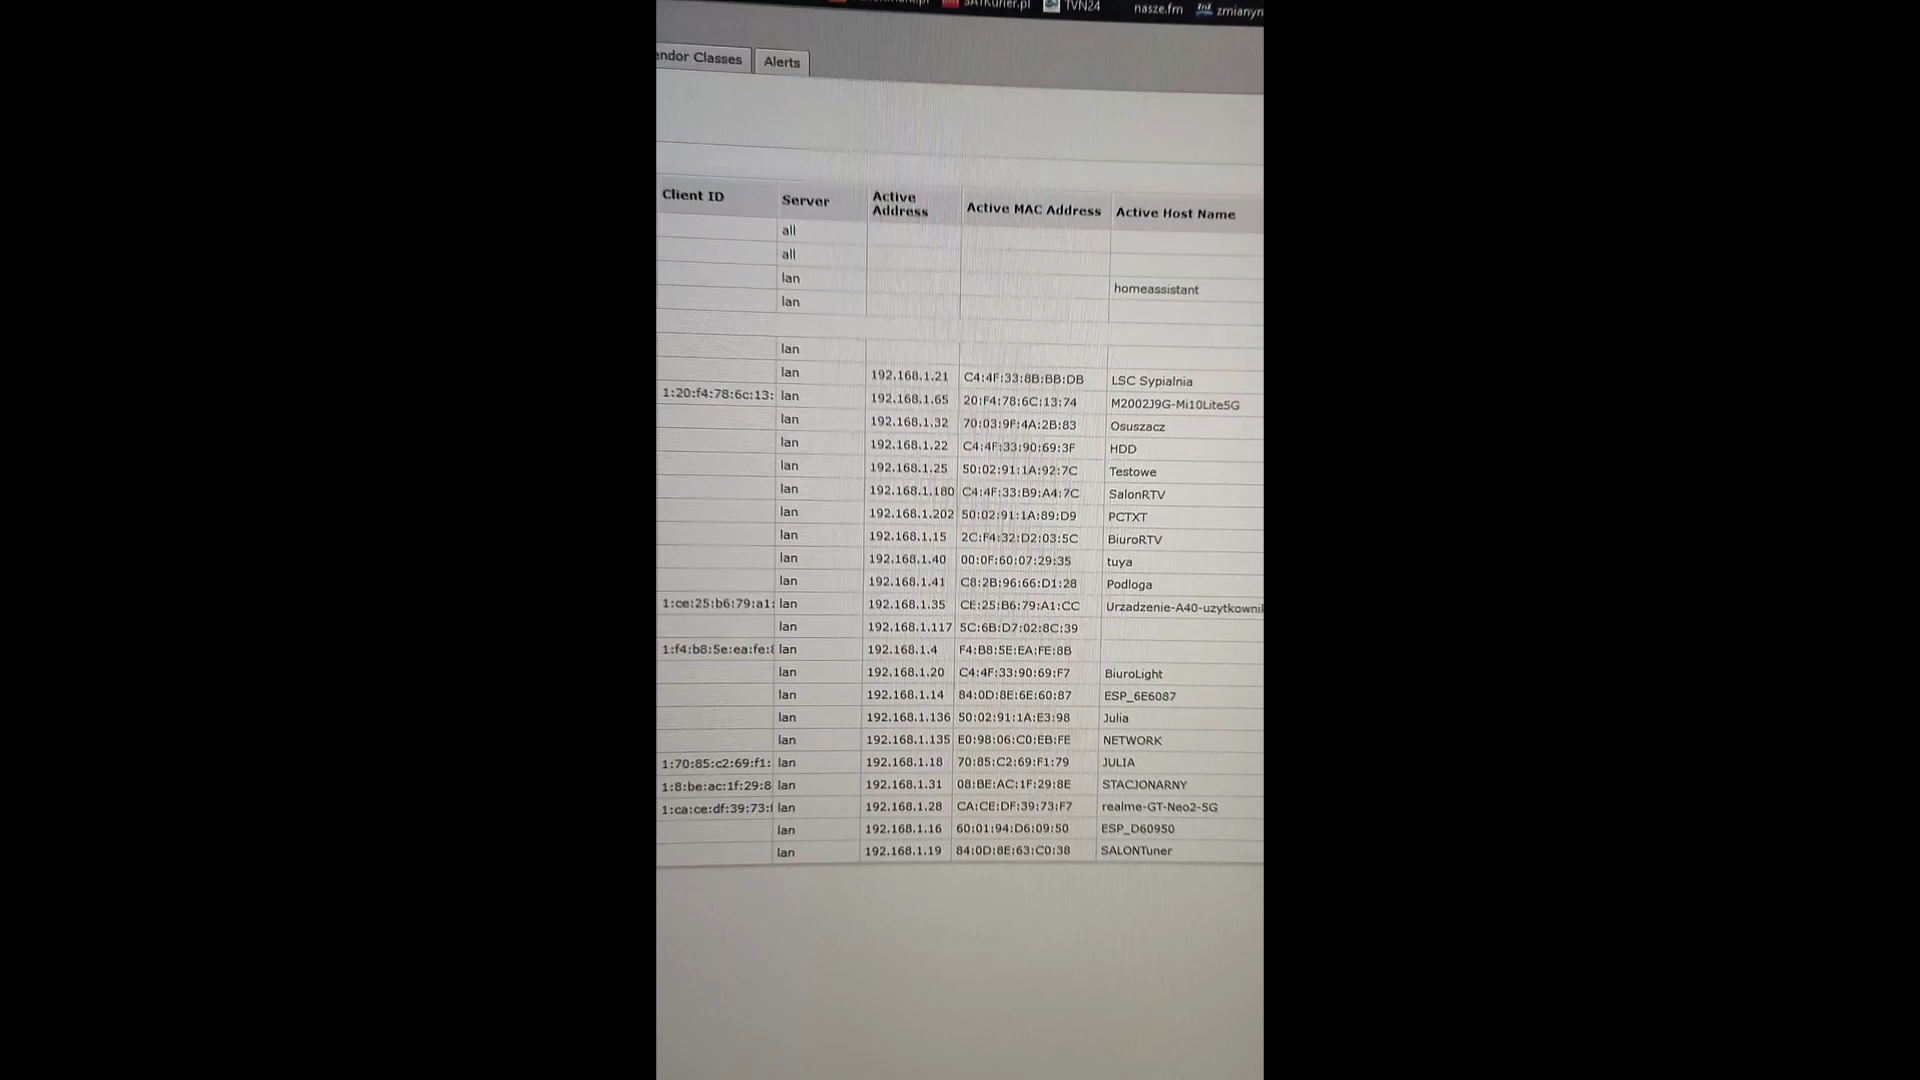 TVN24 nasze.fm
Classes Alerts
Client ID Server Active Address Active MAC Address Active Host Name
all
all
lan homeassistant
lan
lan
lan 192.168.1.21 C4:4F:33:8B:BB:DB LSC Sypialnia
1:20:f4:78:6c:13: lan 192.168.1.65 20:F4:78:6C:13:74 M2002J9G-Mi10Lite5G
lan 192.168.1.32 70:03:9F:4A:2B:83 Osuszacz
lan 192.168.1.22 C4:4F:33:90:69:3F HDD
lan 192.168.1.25 50:02:91:1A:92:7C Testowe
lan 192.168.1.180 C4:4F:33:B9:A4:7C SalonRTV
lan 192.168.1.202 50:02:91:1A:89:D9 PCTXT
lan 192.168.1.15 2C:F4:32:D2:03:5C BiuroRTV
lan 192.168.1.40 00:0F:60:07:29:35 tuya
lan 192.168.1.41 C8:2B:96:66:D1:28 Podloga
1:ce:25:b6:79:a1: lan 192.168.1.35 CE:25:B6:79:A1:CC Urzadzenie-A40-uzytkowni
lan 192.168.1.117 5C:6B:D7:02:8C:39
1:f4:b8:5e:ea:fe:8 lan 192.168.1.4 F4:B8:5E:EA:FE:8B
lan 192.168.1.20 C4:4F:33:90:69:F7 BiuroLight
lan 192.168.1.14 84:0D:8E:6E:60:87 ESP_6E6087
lan 192.168.1.136 50:02:91:1A:E3:98 Julia
lan 192.168.1.135 E0:98:06:C0:EB:FE NETWORK
1:70:85:c2:69:f1: lan 192.168.1.18 70:85:C2:69:F1:79 JULIA
1:8:be:ac:1f:29:8 lan 192.168.1.31 08:BE:AC:1F:29:8E STACJONARNY
1:ca:ce:df:39:73:f lan 192.168.1.28 CA:CE:DF:39:73:F7 realme-GT-Neo2-5G
lan 192.168.1.16 60:01:94:D6:09:50 ESP_D60950
lan 192.168.1.19 84:0D:8E:63:C0:38 SALONTuner